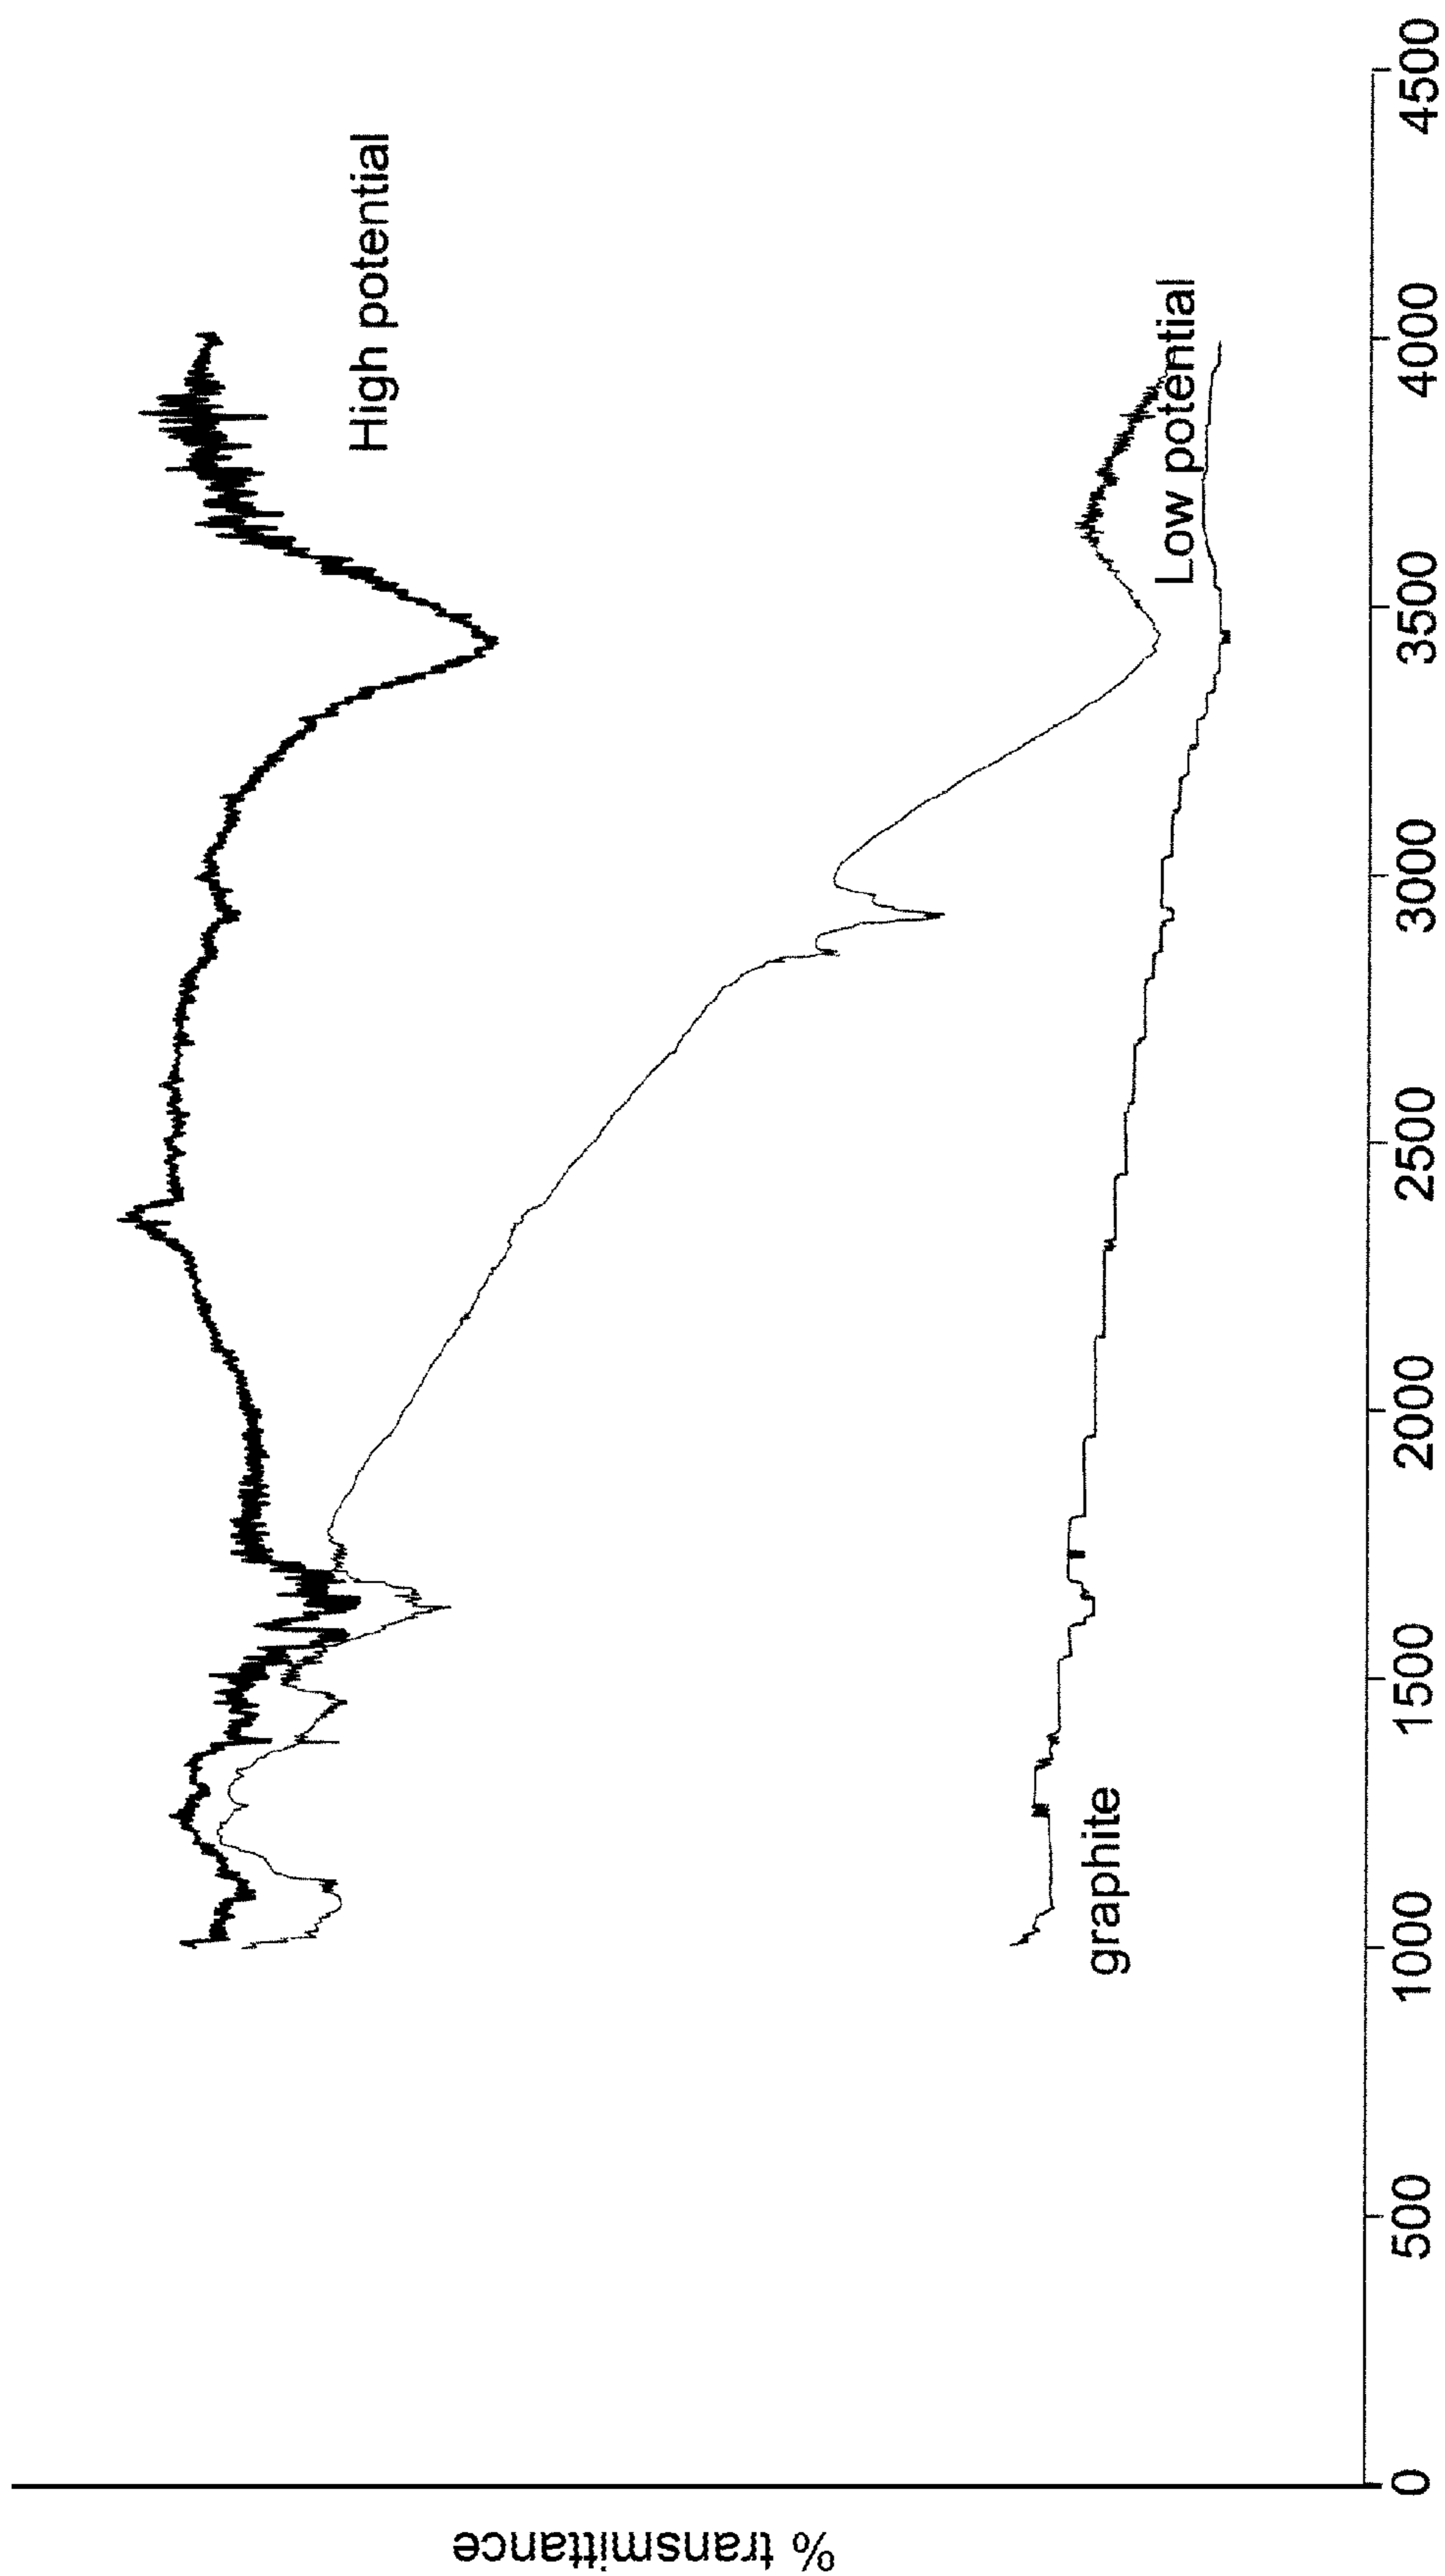 % transmittance
High potential
Low potential
graphite
0 500 1000 1500 2000 2500 3000 3500 4000 4500